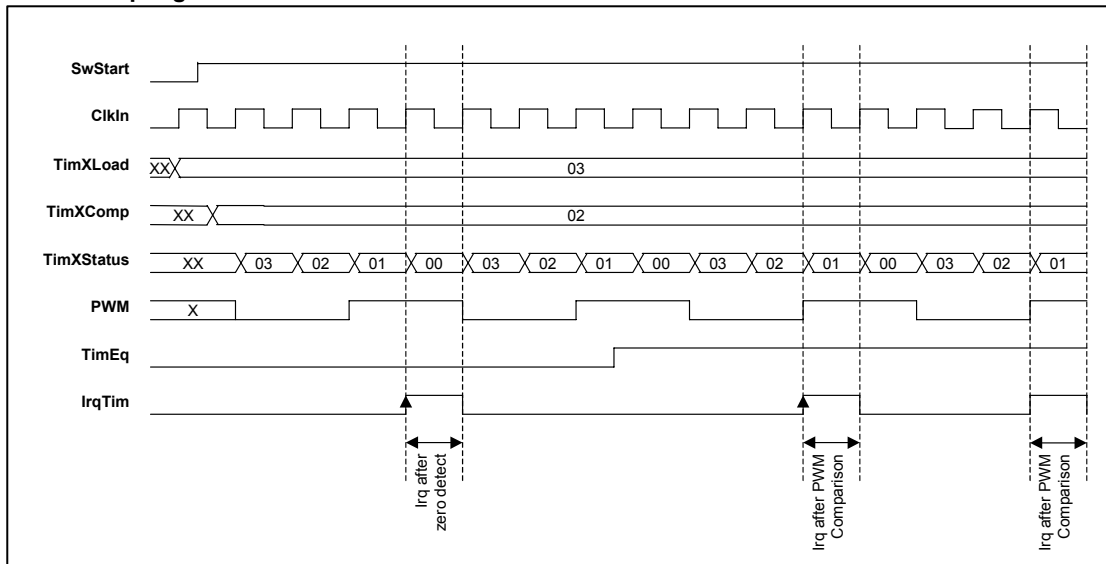 SwStart
ClkIn
TimXLoad XX 03
TimXComp XX 02
TimXStatus XX 03 02 01 00 03 02 01 00 03 02 01 00 03 02 01
PWM X
TimEq
IrqTim
Irq after
zero detect
Irq after PWM
Comparison
Irq after PWM
Comparison